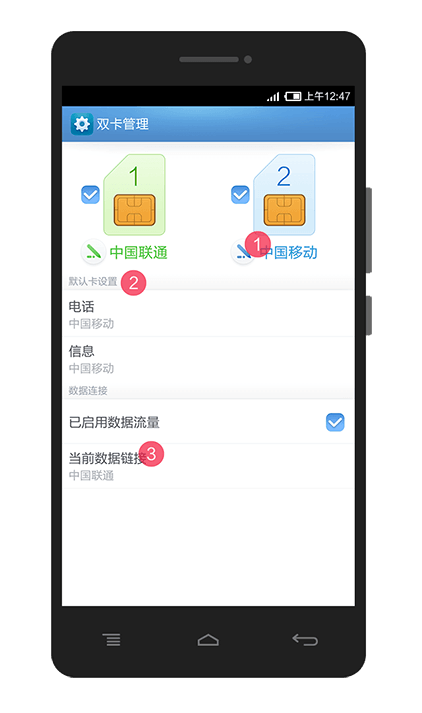 上午12:47
双卡管理
1
2
中国联通
1
中国移动
默认卡设置
2
电话
中国移动
信息
中国移动
数据连接
已启用数据流量
当前数据链接
3
中国联通